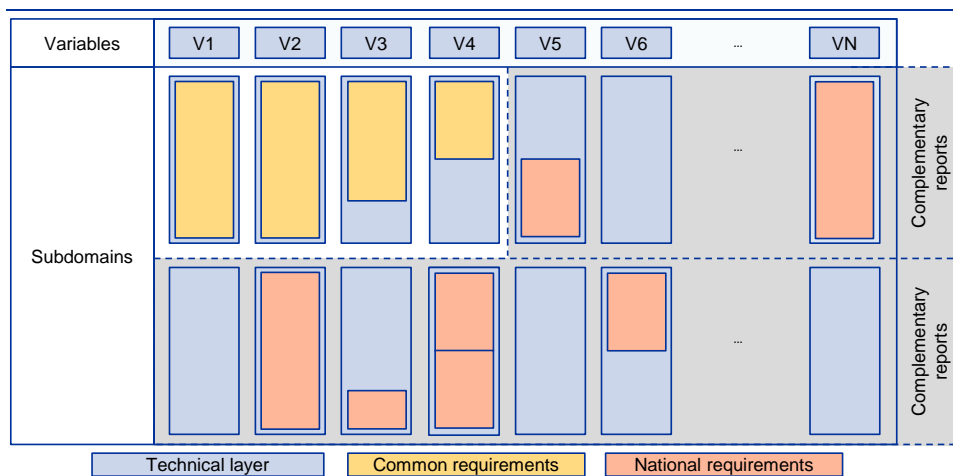 Variables
V1
V2
V3
V4
V5
V6
...
VN
Subdomains
...
Complementary
reports
...
Complementary
reports
Technical layer
Common requirements
National requirements